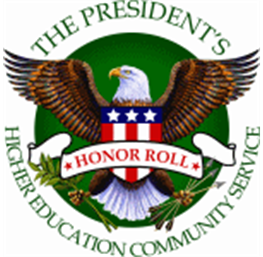 THE PRESIDENT'S
HONOR ROLL
HIGHER EDUCATION COMMUNITY SERVICE